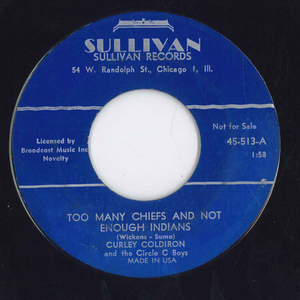 SULLIVAN
SULLIVAN RECORDS
54 W. Randolph St., Chicago 1, Ill.
Not for Sale
Licensed by
Broadcast Music Inc
Novelty
45-513-A
1:58
TOO MANY CHIEFS AND NOT
ENOUGH INDIANS
(Wickens - Suma)
CURLEY COLDIRON
and the Circle C Boys
MADE IN USA